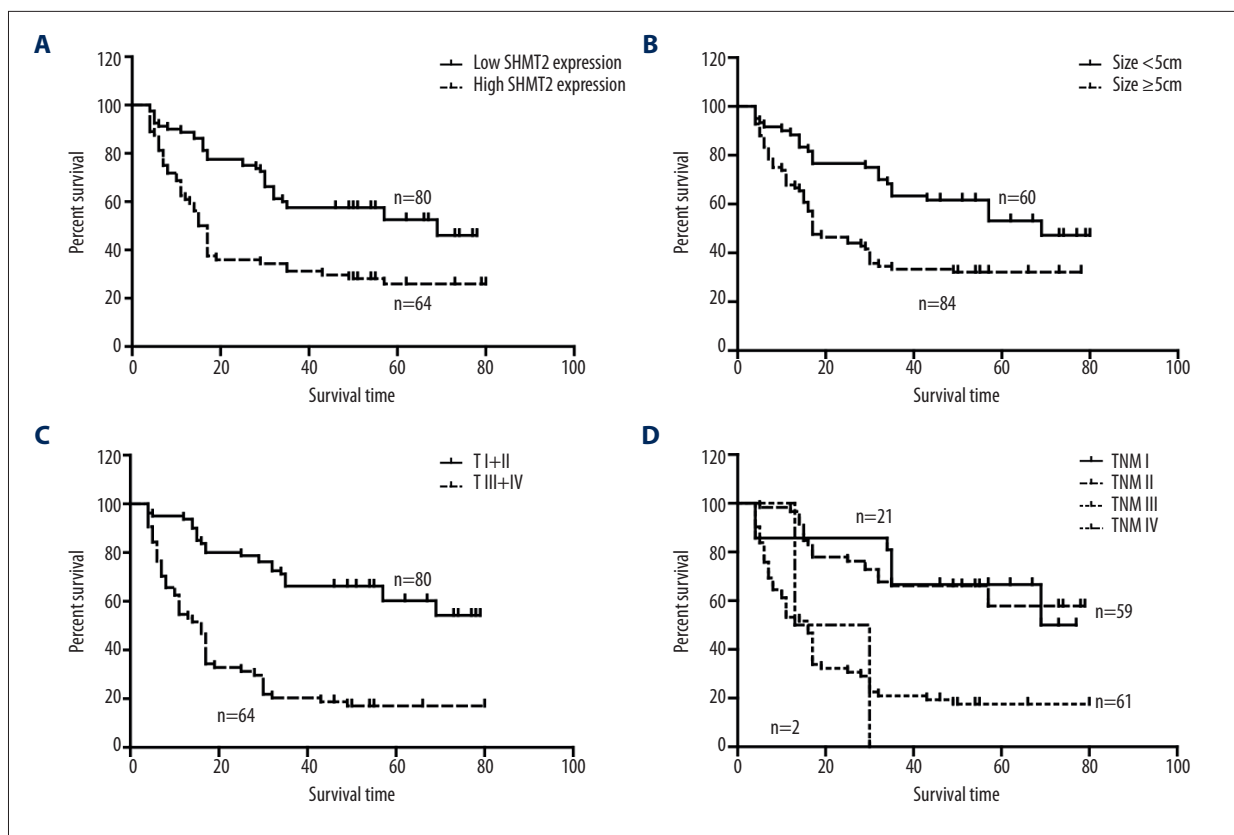 A
120
100
80
60
40
20
0
Percent survival
Low SHMT2 expression
High SHMT2 expression
n=80
n=64
0 20 40 60 80 100
Survival time
B
120
100
80
60
40
20
0
Percent survival
Size <5cm
Size ≥5cm
n=60
n=84
0 20 40 60 80 100
Survival time
C
120
100
80
60
40
20
0
Percent survival
T I+II
T III+IV
n=80
n=64
0 20 40 60 80 100
Survival time
D
120
100
80
60
40
20
0
Percent survival
TNM I
TNM II
TNM III
TNM IV
n=21
n=59
n=61
n=2
0 20 40 60 80 100
Survival time